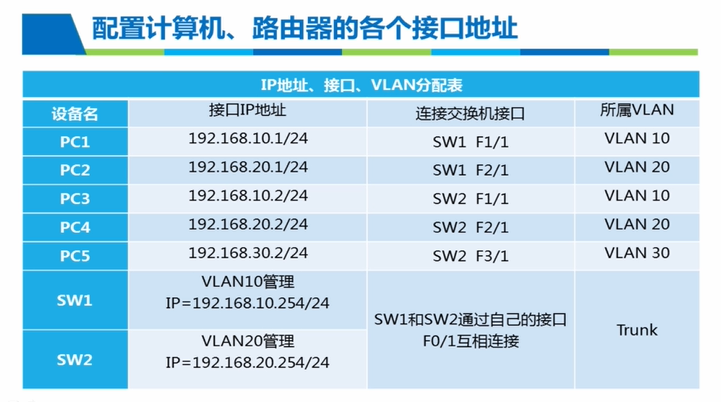 配置计算机、路由器的各个接口地址
IP地址、接口、VLAN分配表
设备名 接口IP地址 连接交换机接口 所属VLAN
PC1 192.168.10.1/24 SW1 F1/1 VLAN 10
PC2 192.168.20.1/24 SW1 F2/1 VLAN 20
PC3 192.168.10.2/24 SW2 F1/1 VLAN 10
PC4 192.168.20.2/24 SW2 F2/1 VLAN 20
PC5 192.168.30.2/24 SW2 F3/1 VLAN 30
SW1 VLAN10管理
IP=192.168.10.254/24
SW2 VLAN20管理
IP=192.168.20.254/24
SW1和SW2通过自己的接口
F0/1互相连接
Trunk